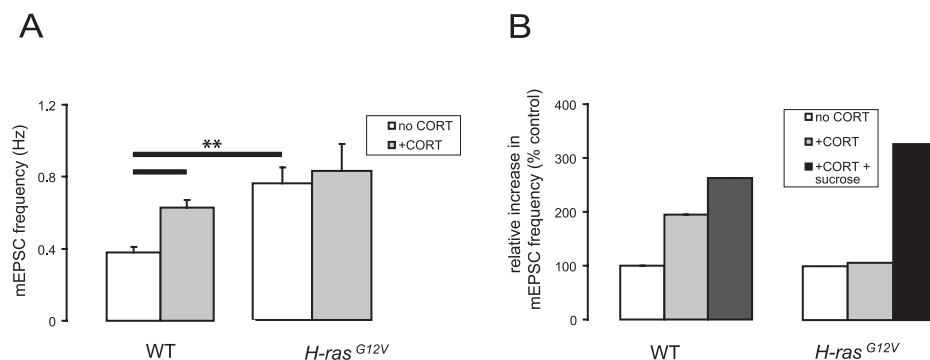 A
B
mEPSC frequency (Hz)
1.2
0.8
0.4
0
**
no CORT
+CORT
WT
H-ras G12V
relative increase in
mEPSC frequency (% control)
400
300
200
100
0
no CORT
+CORT
+CORT +
sucrose
WT
H-ras G12V